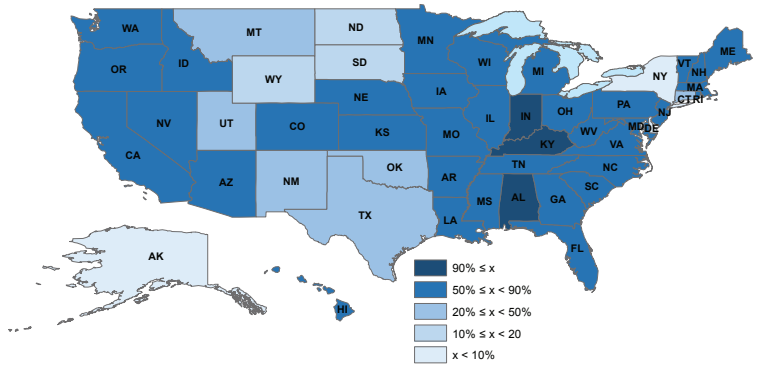 WA
MT
ND
MN
ME
OR
ID
SD
WI
MI
VT
NH
NY
WY
MA
CT RI
IA
NE
PA
NJ
NV
UT
CO
IL
IN
OH
MD DE
WV
KS
MO
KY
VA
CA
TN
NC
OK
AZ
NM
AR
SC
MS
AL
GA
TX
LA
FL
AK
HI
90% ≤ x
50% ≤ x < 90%
20% ≤ x < 50%
10% ≤ x < 20
x < 10%